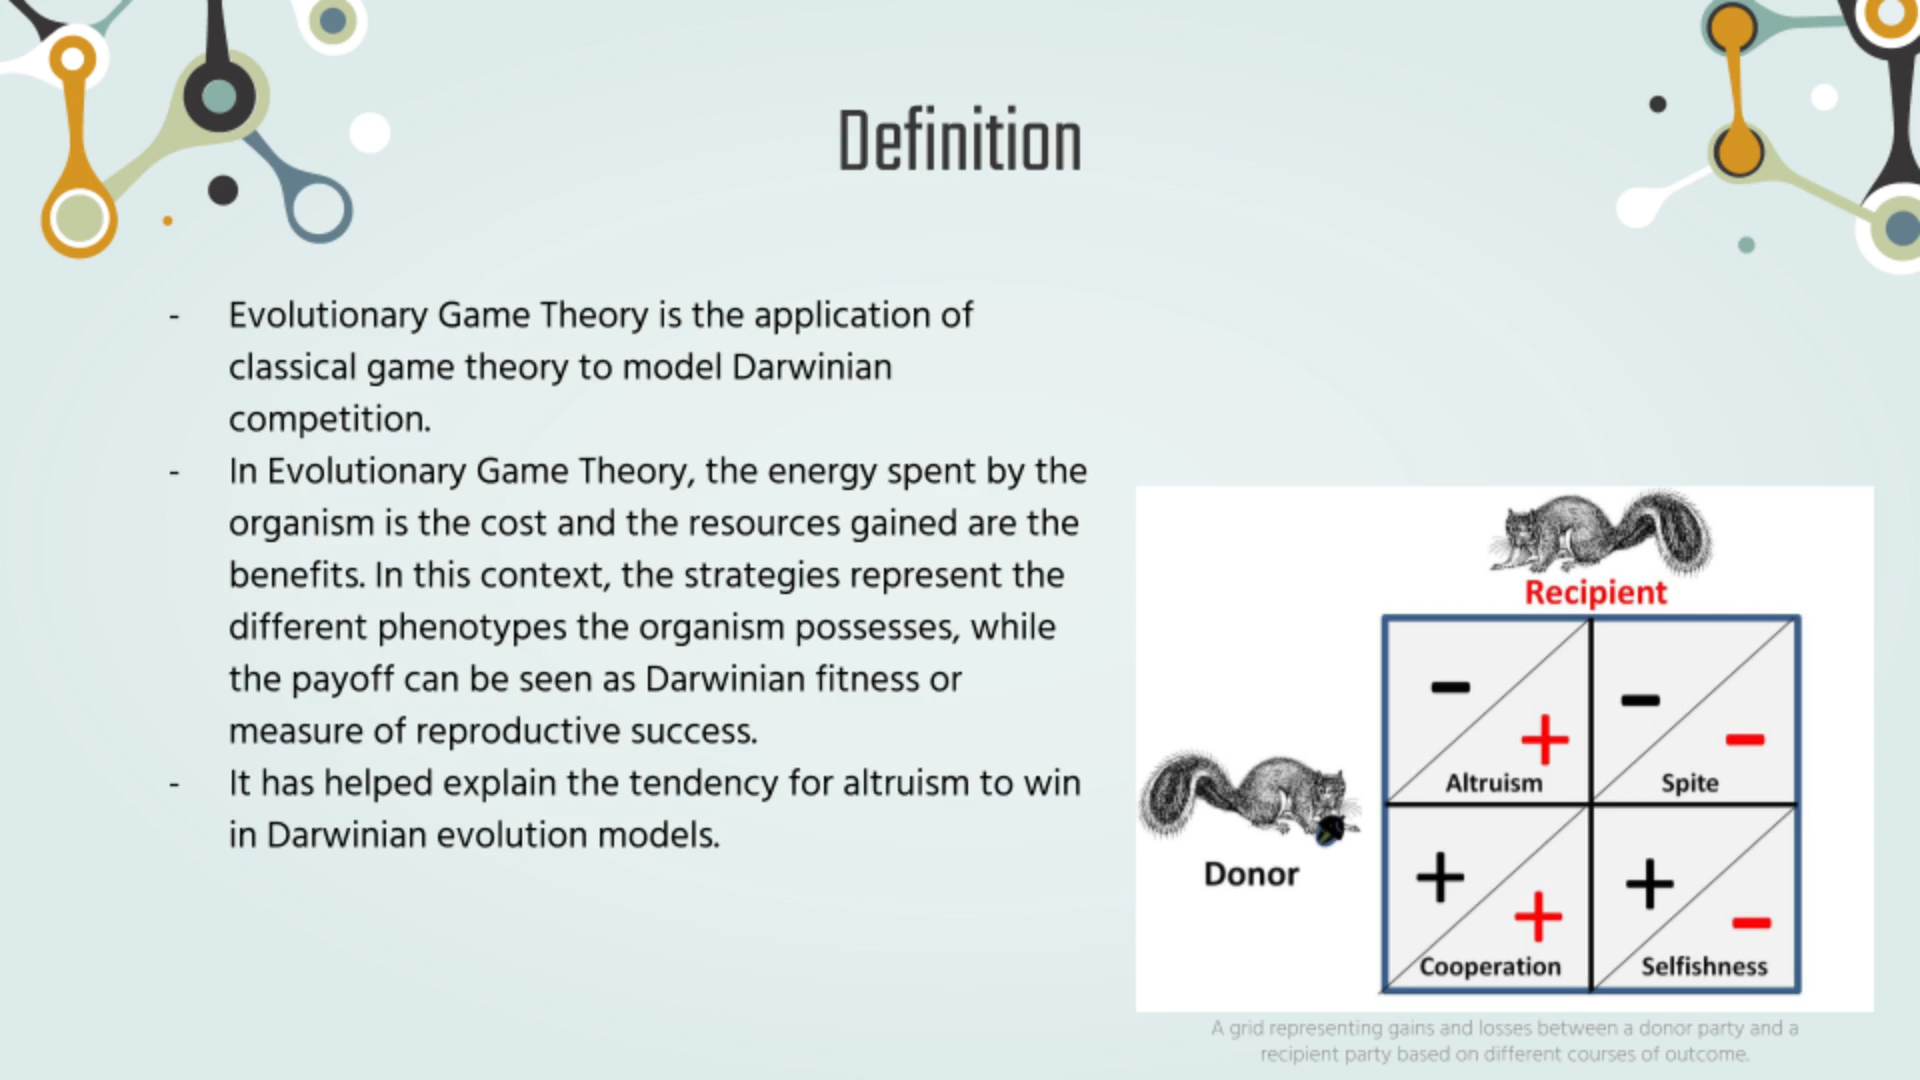 Definition
- Evolutionary Game Theory is the application of
classical game theory to model Darwinian
competition.
- In Evolutionary Game Theory, the energy spent by the
organism is the cost and the resources gained are the
benefits. In this context, the strategies represent the
different phenotypes the organism possesses, while
the payoff can be seen as Darwinian fitness or
measure of reproductive success.
- It has helped explain the tendency for altruism to win
in Darwinian evolution models.
Recipient
Donor
− +
Altruism
− −
Spite
+ +
Cooperation
+ −
Selfishness
A grid representing gains and losses between a donor party and a
recipient party based on different courses of outcome.